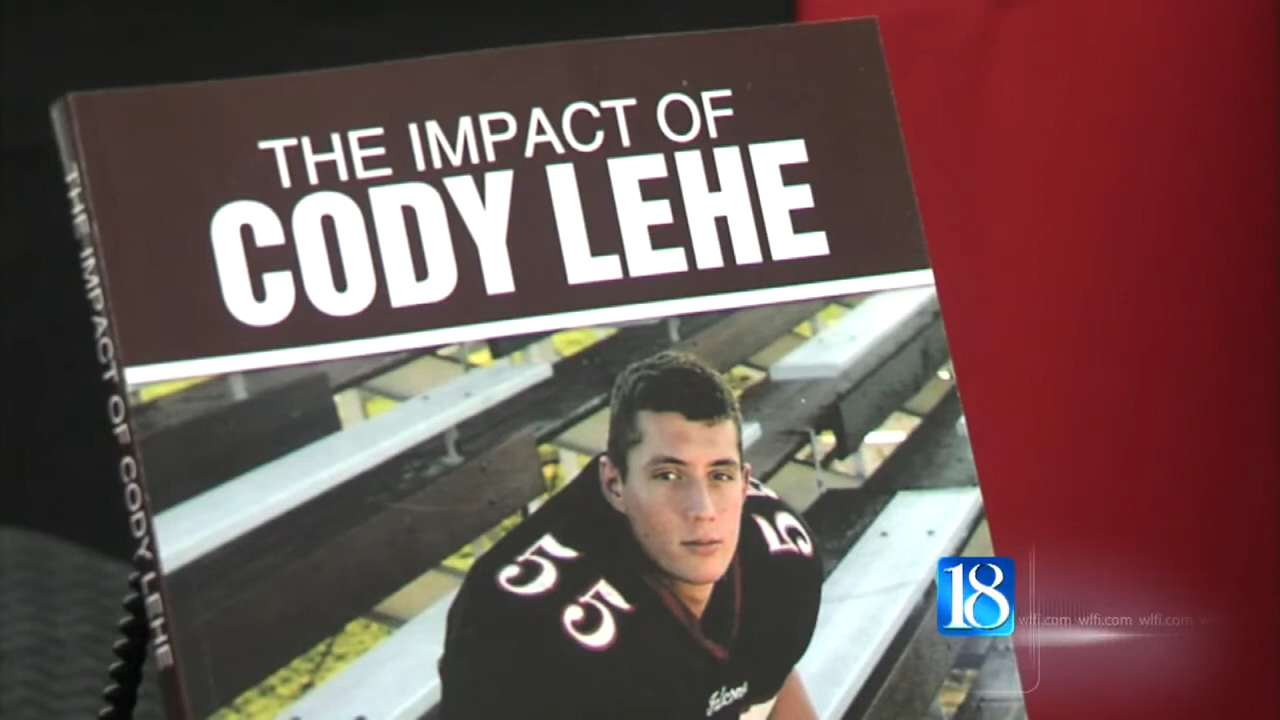 THE IMPACT OF
CODY LEHE
THE IMPACT OF CODY LEHE
55
55
Falcons
18
wlfi.com wlfi.com wlfi.com